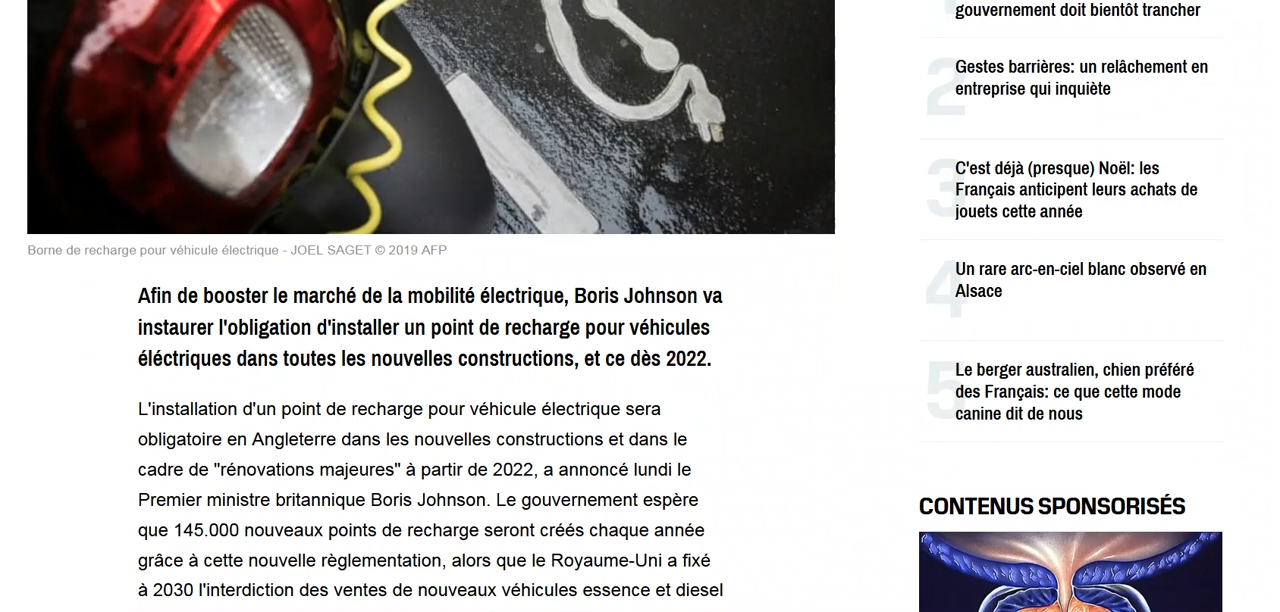 Borne de recharge pour véhicule électrique - JOEL SAGET © 2019 AFP
Afin de booster le marché de la mobilité électrique, Boris Johnson va
instaurer l'obligation d'installer un point de recharge pour véhicules
éléctriques dans toutes les nouvelles constructions, et ce dès 2022.
L'installation d'un point de recharge pour véhicule électrique sera
obligatoire en Angleterre dans les nouvelles constructions et dans le
cadre de "rénovations majeures" à partir de 2022, a annoncé lundi le
Premier ministre britannique Boris Johnson. Le gouvernement espère
que 145.000 nouveaux points de recharge seront créés chaque année
grâce à cette nouvelle règlementation, alors que le Royaume-Uni a fixé
à 2030 l'interdiction des ventes de nouveaux véhicules essence et diesel
gouvernement doit bientôt trancher
2
Gestes barrières: un relâchement en
entreprise qui inquiète
3
C'est déjà (presque) Noël: les
Français anticipent leurs achats de
jouets cette année
4
Un rare arc-en-ciel blanc observé en
Alsace
5
Le berger australien, chien préféré
des Français: ce que cette mode
canine dit de nous
CONTENUS SPONSORISÉS